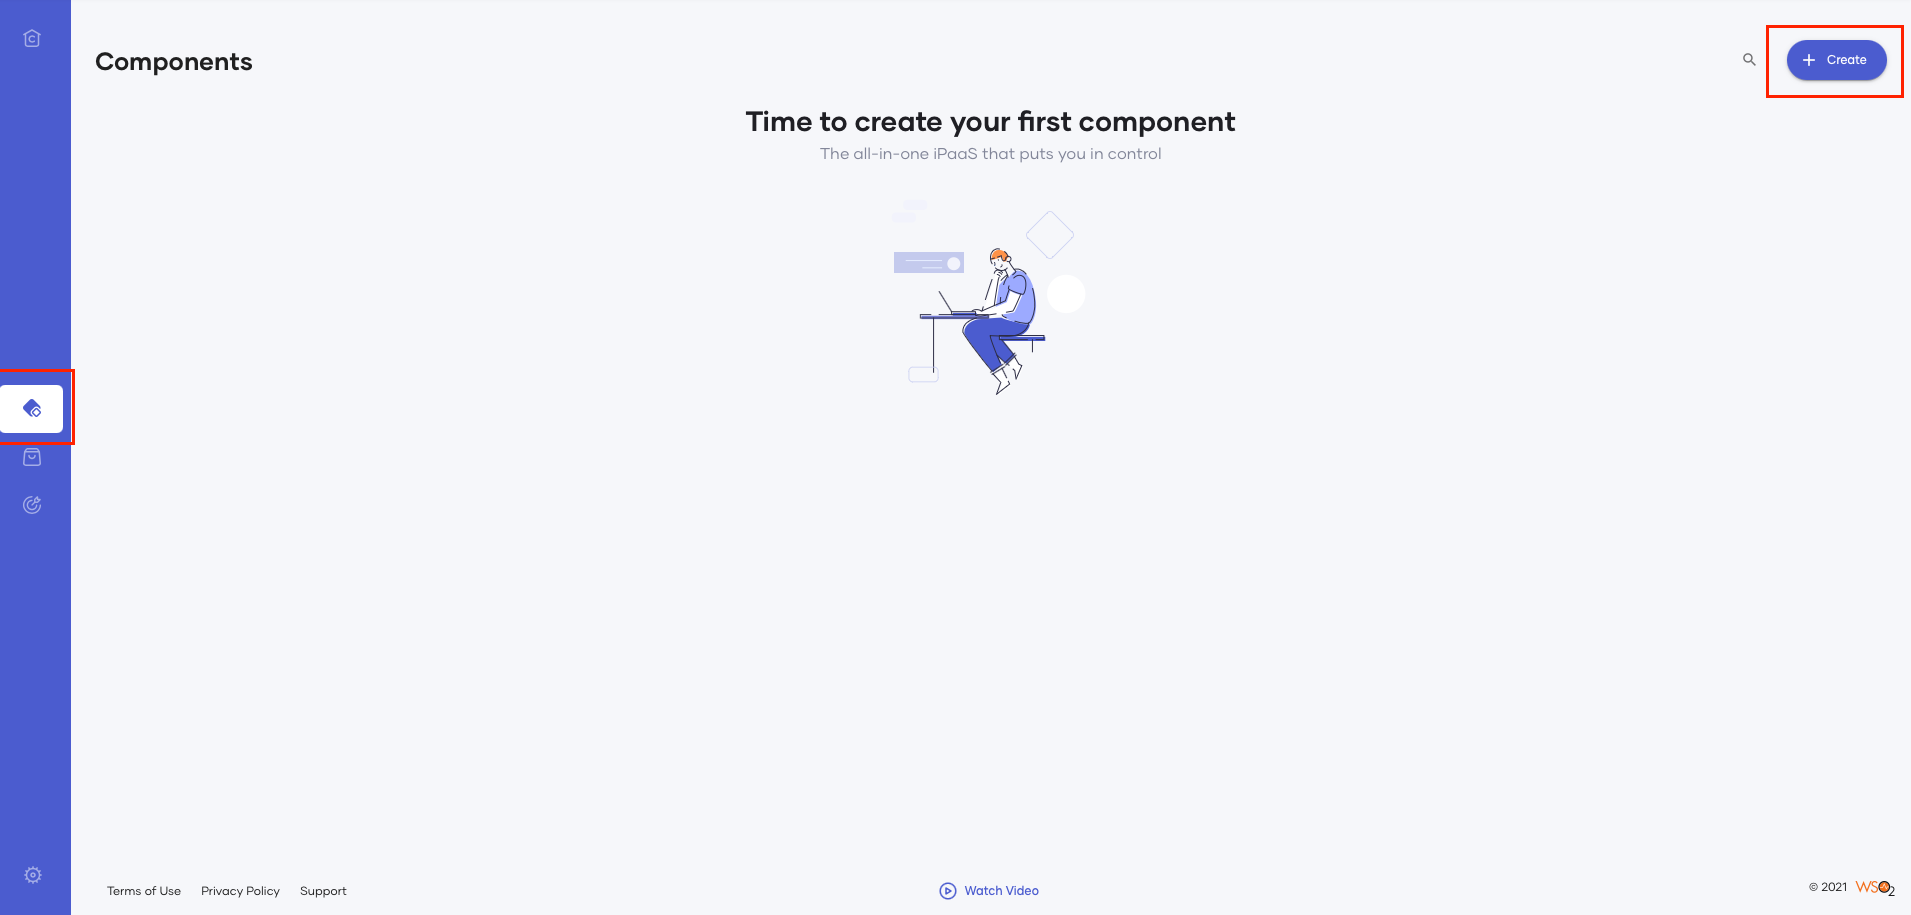 Components
Create
Time to create your first component
The all-in-one iPaaS that puts you in control
Terms of Use Privacy Policy Support
Watch Video
© 2021 WSO2